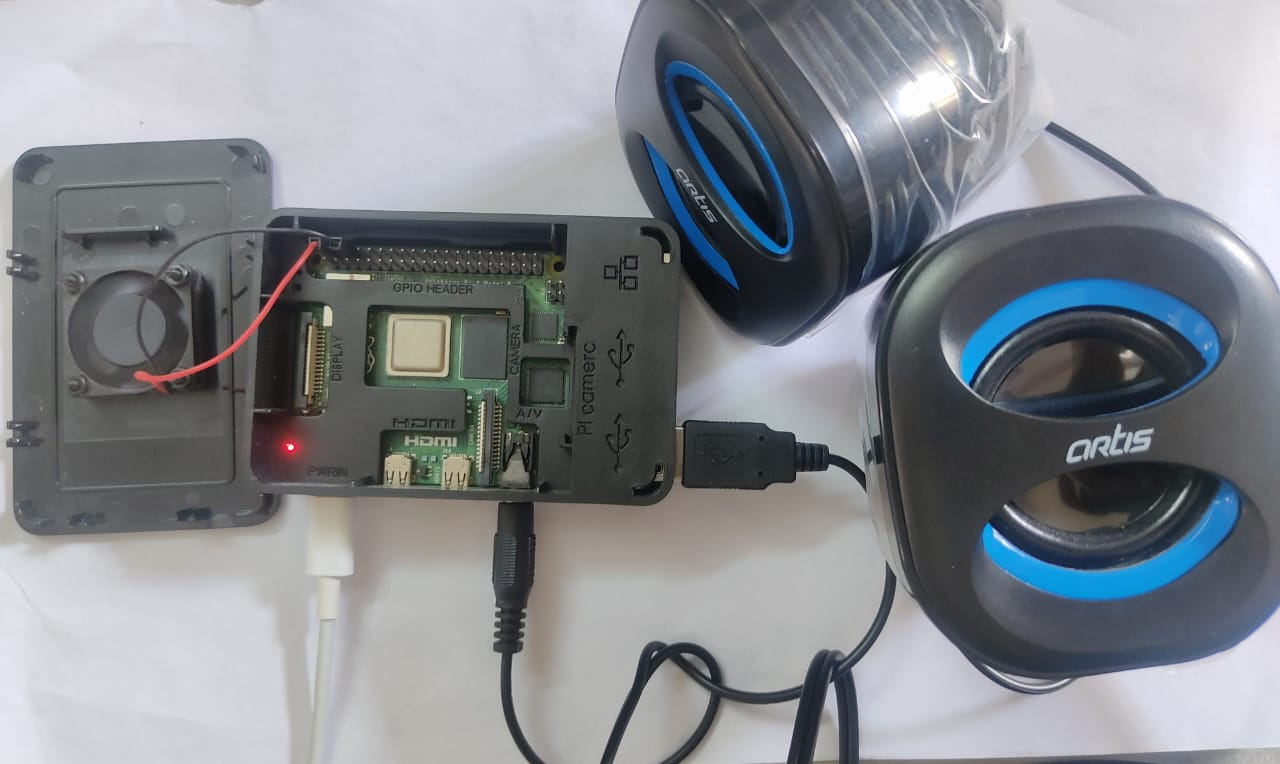 artis
GPIO HEADER
DISPLAY
CAMERA
Pi camera
A/V
HDMI
HDMI
PWRIN
artis